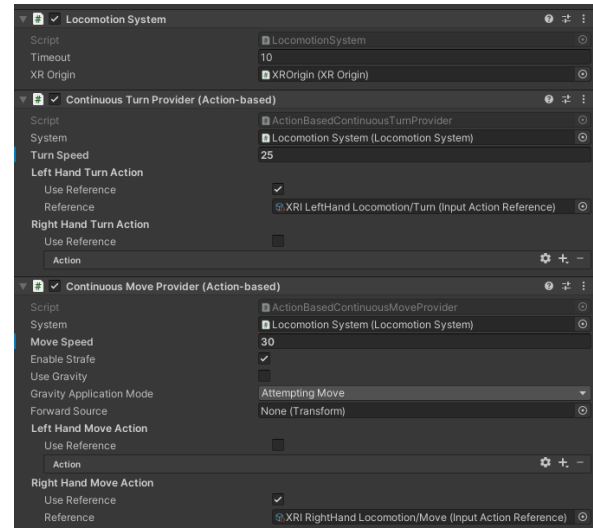 Locomotion System
Script LocomotionSystem
Timeout 10
XR Origin XROrigin (XR Origin)
Continuous Turn Provider (Action-based)
Script ActionBasedContinuousTurnProvider
System Locomotion System (Locomotion System)
Turn Speed 25
Left Hand Turn Action
Use Reference
Reference XRI LeftHand Locomotion/Turn (Input Action Reference)
Right Hand Turn Action
Use Reference
Action
Continuous Move Provider (Action-based)
Script ActionBasedContinuousMoveProvider
System Locomotion System (Locomotion System)
Move Speed 30
Enable Strafe
Use Gravity
Gravity Application Mode Attempting Move
Forward Source None (Transform)
Left Hand Move Action
Use Reference
Action
Right Hand Move Action
Use Reference
Reference XRI RightHand Locomotion/Move (Input Action Reference)